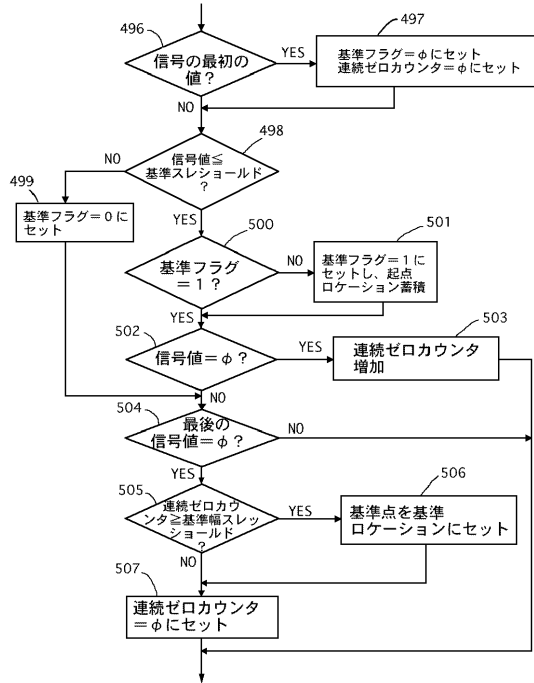 496
信号の最初の
値？
YES
497
基準フラグ＝φにセット
連続ゼロカウンタ＝φにセット
NO
498
信号値≦
基準スレショールド
？
NO
499
基準フラグ＝０に
セット
YES
500
基準フラグ
＝１？
NO
501
基準フラグ＝１に
セットし、起点
ロケーション蓄積
YES
502
信号値＝φ？
YES
503
連続ゼロカウンタ
増加
NO
504
最後の
信号値＝φ？
NO
YES
505
連続ゼロカウ
ンタ≧基準幅スレッ
ショールド
？
YES
506
基準点を基準
ロケーションにセット
NO
507
連続ゼロカウンタ
＝φにセット